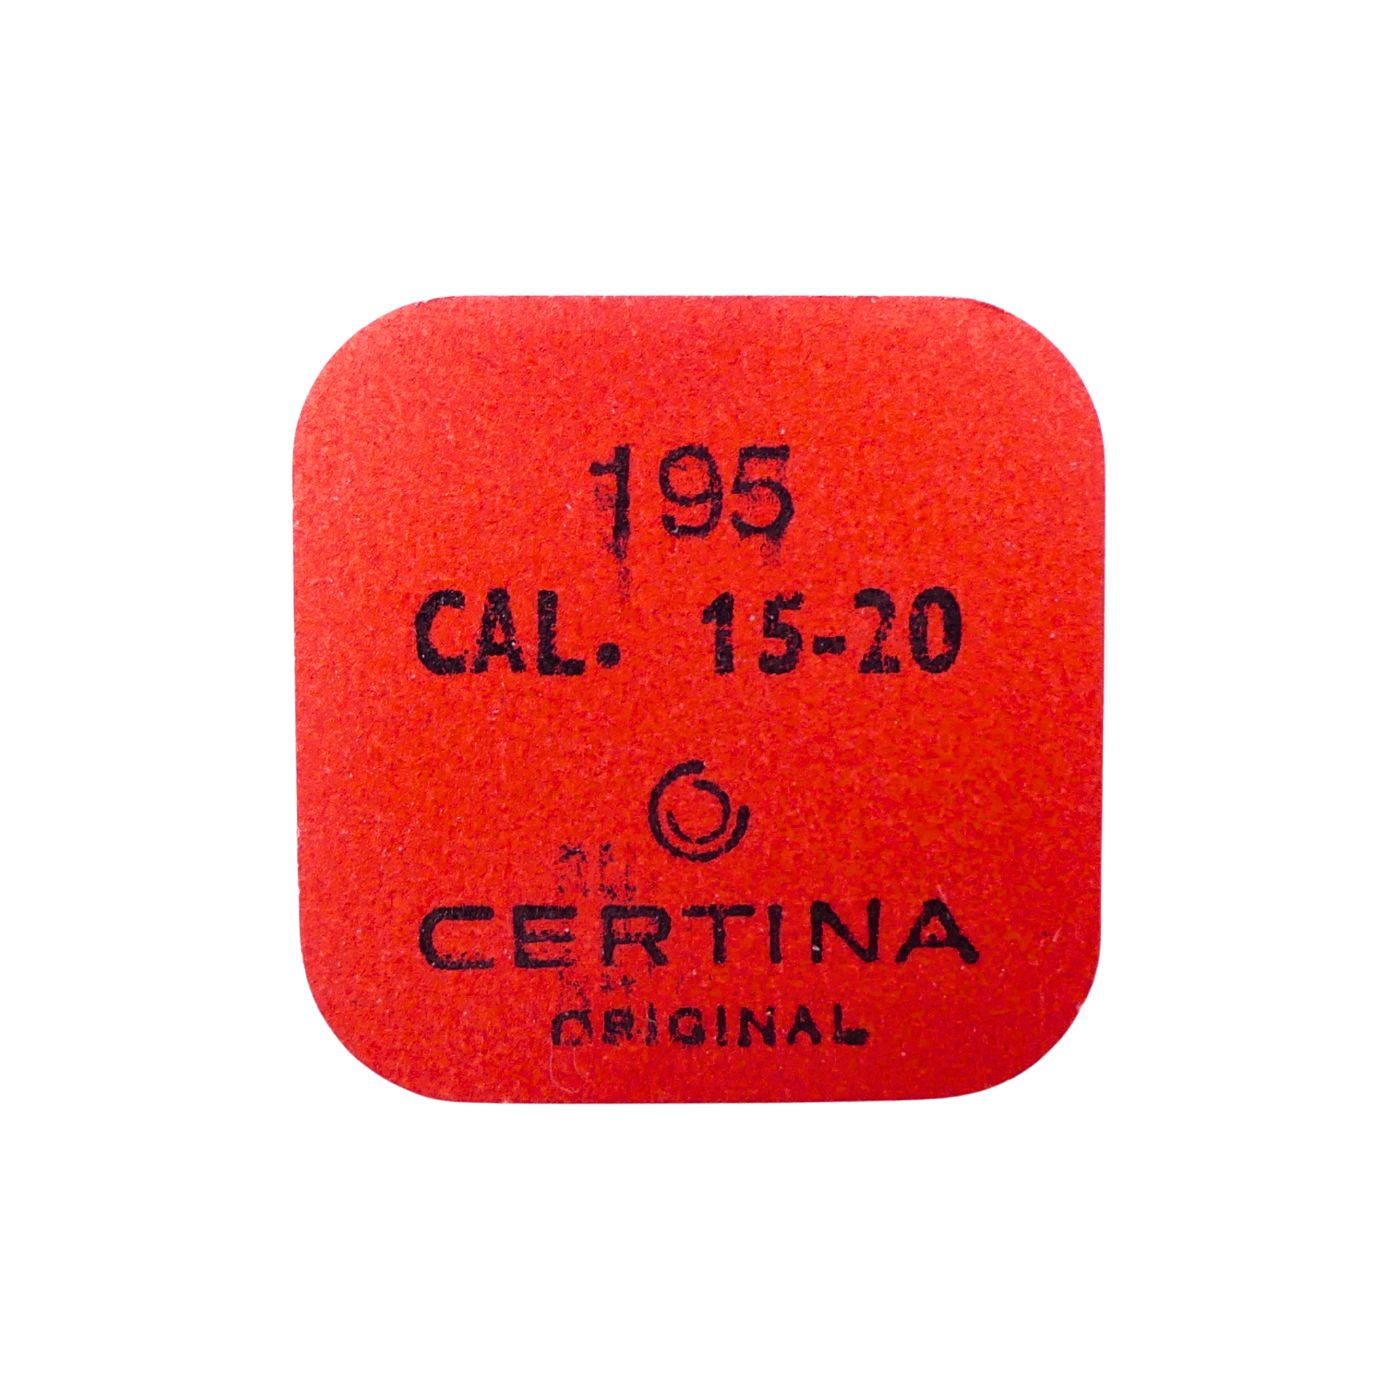 195
CAL. 15-20
CERTINA
ORIGINAL